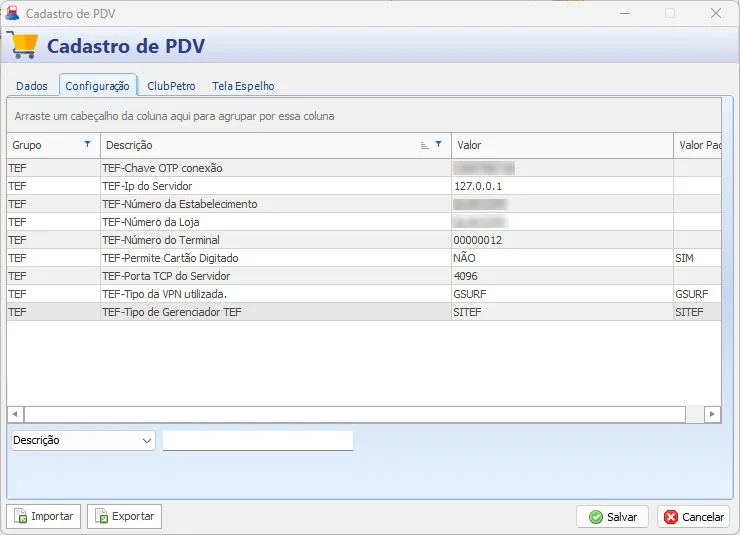 Cadastro de PDV
Cadastro de PDV
Dados Configuração ClubPetro Tela Espelho
Arraste um cabeçalho da coluna aqui para agrupar por essa coluna
Grupo Descrição Valor Valor Pad
TEF TEF-Chave OTP conexão
TEF TEF-Ip do Servidor 127.0.0.1
TEF TEF-Número da Estabelecimento
TEF TEF-Número da Loja
TEF TEF-Número do Terminal 00000012
TEF TEF-Permite Cartão Digitado NÃO SIM
TEF TEF-Porta TCP do Servidor 4096
TEF TEF-Tipo da VPN utilizada. GSURF GSURF
TEF TEF-Tipo de Gerenciador TEF SITEF SITEF
Descrição
Importar Exportar Salvar Cancelar